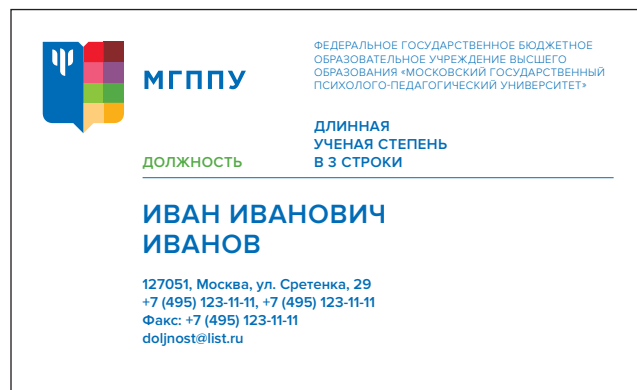 МГППУ
ФЕДЕРАЛЬНОЕ ГОСУДАРСТВЕННОЕ БЮДЖЕТНОЕ
ОБРАЗОВАТЕЛЬНОЕ УЧРЕЖДЕНИЕ ВЫСШЕГО
ОБРАЗОВАНИЯ «МОСКОВСКИЙ ГОСУДАРСТВЕННЫЙ
ПСИХОЛОГО-ПЕДАГОГИЧЕСКИЙ УНИВЕРСИТЕТ»
ДОЛЖНОСТЬ
ДЛИННАЯ
УЧЕНАЯ СТЕПЕНЬ
В 3 СТРОКИ
ИВАН ИВАНОВИЧ
ИВАНОВ
127051, Москва, ул. Сретенка, 29
+7 (495) 123-11-11, +7 (495) 123-11-11
Факс: +7 (495) 123-11-11
doljnost@list.ru